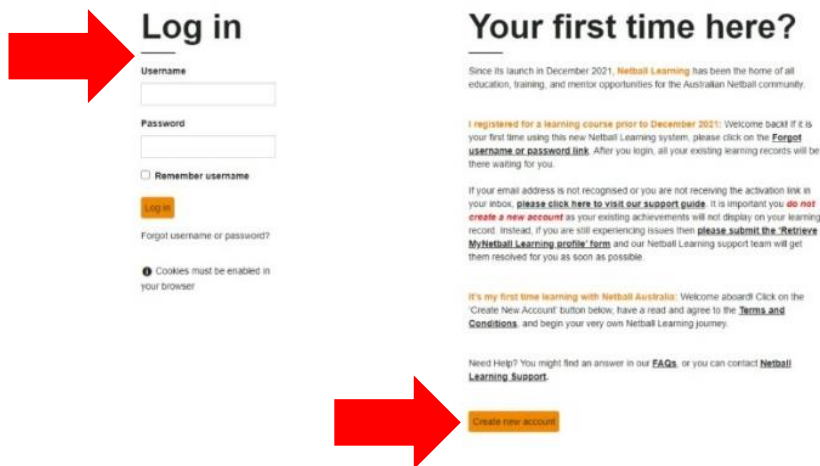 Log in
Username
Password
Remember username
Log in
Forgot username or password?
Cookies must be enabled in
your browser
Your first time here?
Since its launch in December 2021, Netball Learning has been the home of all
education, training, and mentor opportunities for the Australian Netball community.
I registered for a learning course prior to December 2021: Welcome back! If it is
your first time using this new Netball Learning system, please click on the Forgot
username or password link. After you login, all your existing learning records will be
there waiting for you.
If your email address is not recognised or you are not receiving the activation link in
your inbox, please click here to visit our support guide. It is important you do not
create a new account as your existing achievements will not display on your learning
record. Instead, if you are still experiencing issues then please submit the 'Retrieve
MyNetball Learning profile' form and our Netball Learning support team will get
them resolved for you as soon as possible.
It's my first time learning with Netball Australia: Welcome aboard! Click on the
'Create New Account' button below, have a read and agree to the Terms and
Conditions, and begin your very own Netball Learning journey.
Need Help? You might find an answer in our FAQs, or you can contact Netball
Learning Support.
Create new account